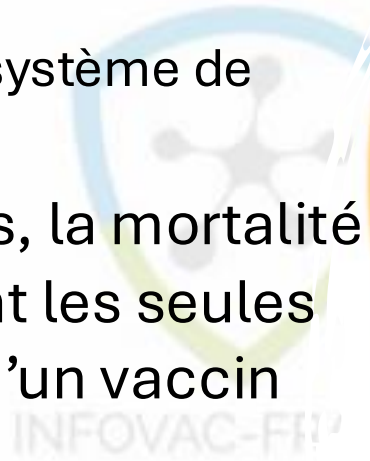 système de
s, la mortalité
nt les seules
’un vaccin
INFOVAC-FR